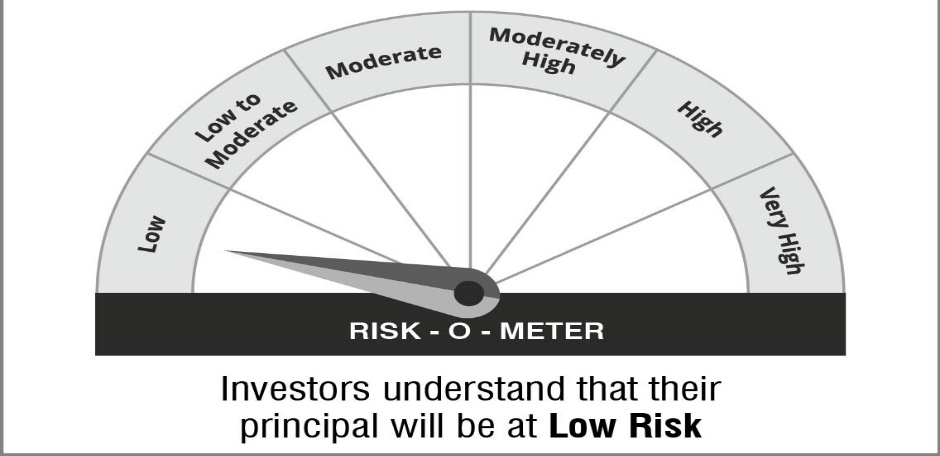 Low
Low to
Moderate
Moderate
Moderately
High
High
Very High
RISK - O - METER
Investors understand that their
principal will be at Low Risk